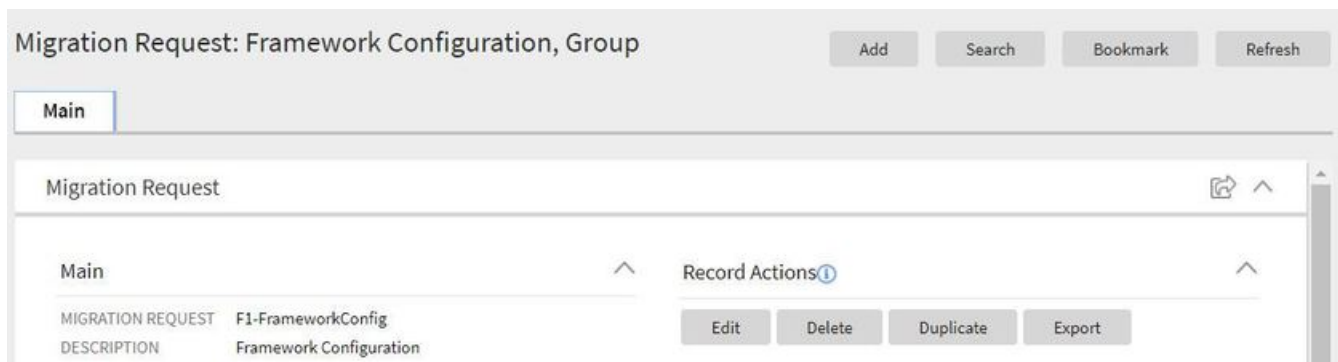 Migration Request: Framework Configuration, Group
Add Search Bookmark Refresh
Main
Migration Request
Main
MIGRATION REQUEST F1-FrameworkConfig
DESCRIPTION Framework Configuration
Record Actions
Edit Delete Duplicate Export